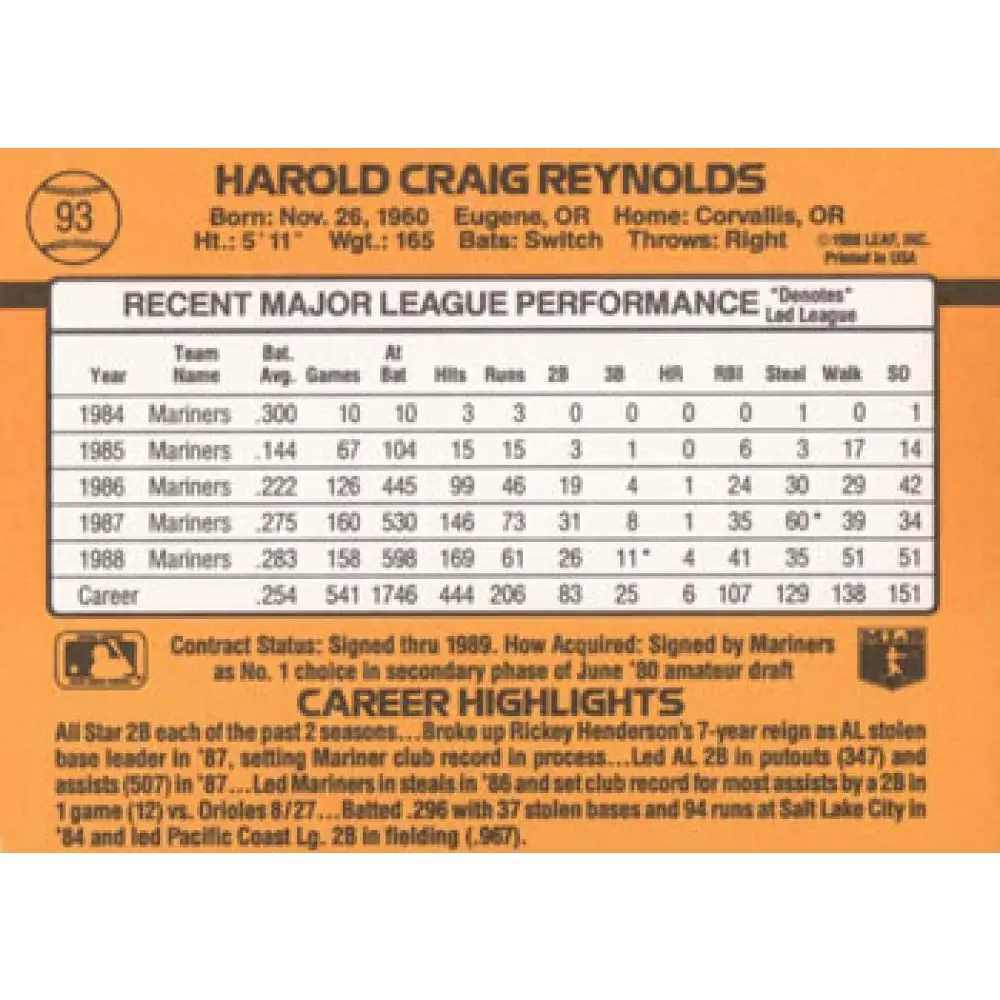 93
HAROLD CRAIG REYNOLDS
Born: Nov. 26, 1960 Eugene, OR Home: Corvallis, OR
Ht.: 5'11" Wgt.: 165 Bats: Switch Throws: Right ©1988 LEAF, INC.
Printed in USA
RECENT MAJOR LEAGUE PERFORMANCE "Denotes"
Led League
Team Bat. At
Year Name Avg. Games Bat Hits Runs 2B 3B HR RBI Steal Walk SO
1984 Mariners .300 10 10 3 3 0 0 0 0 1 0 1
1985 Mariners .144 67 104 15 15 3 1 0 6 3 17 14
1986 Mariners .222 126 445 99 46 19 4 1 24 30 29 42
1987 Mariners .275 160 530 146 73 31 8 1 35 60* 39 34
1988 Mariners .283 158 598 169 61 26 11* 4 41 35 51 51
Career .254 541 1746 444 206 83 25 6 107 129 138 151
Contract Status: Signed thru 1989. How Acquired: Signed by Mariners
as No. 1 choice in secondary phase of June '80 amateur draft
MLB
CAREER HIGHLIGHTS
All Star 2B each of the past 2 seasons...Broke up Rickey Henderson's 7-year reign as AL stolen
base leader in '87, setting Mariner club record in process...Led AL 2B in putouts (347) and
assists (507) in '87...Led Mariners in steals in '86 and set club record for most assists by a 2B in
1 game (12) vs. Orioles 8/27...Batted .296 with 37 stolen bases and 94 runs at Salt Lake City in
'84 and led Pacific Coast Lg. 2B in fielding (.967).